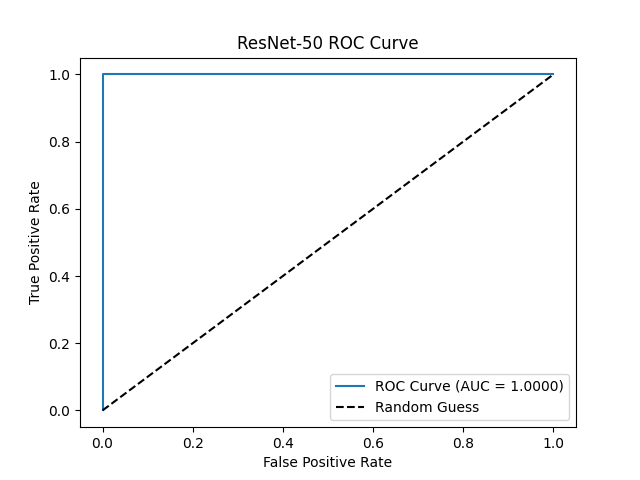 ResNet-50 ROC Curve
True Positive Rate
1.0
0.8
0.6
0.4
0.2
0.0
ROC Curve (AUC = 1.0000)
Random Guess
0.0 0.2 0.4 0.6 0.8 1.0
False Positive Rate